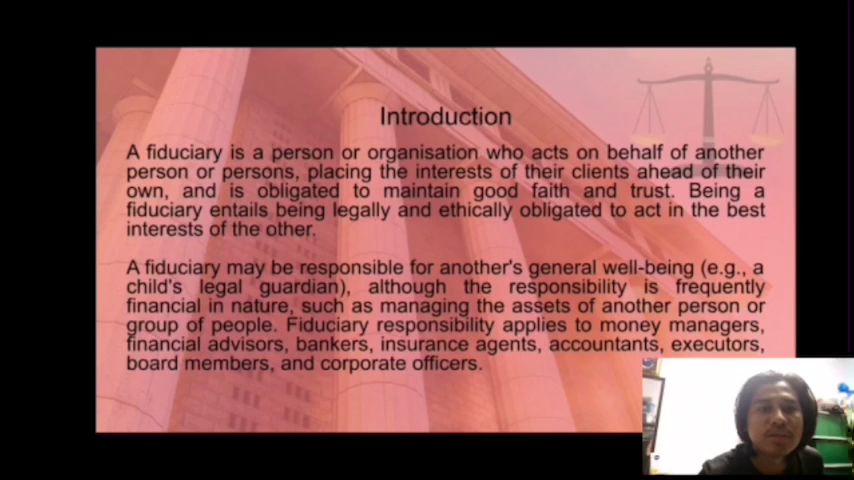 Introduction
A fiduciary is a person or organisation who acts on behalf of another
person or persons, placing the interests of their clients ahead of their
own, and is obligated to maintain good faith and trust. Being a
fiduciary entails being legally and ethically obligated to act in the best
interests of the other.
A fiduciary may be responsible for another's general well-being (e.g., a
child's legal guardian), although the responsibility is frequently
financial in nature, such as managing the assets of another person or
group of people. Fiduciary responsibility applies to money managers,
financial advisors, bankers, insurance agents, accountants, executors,
board members, and corporate officers.